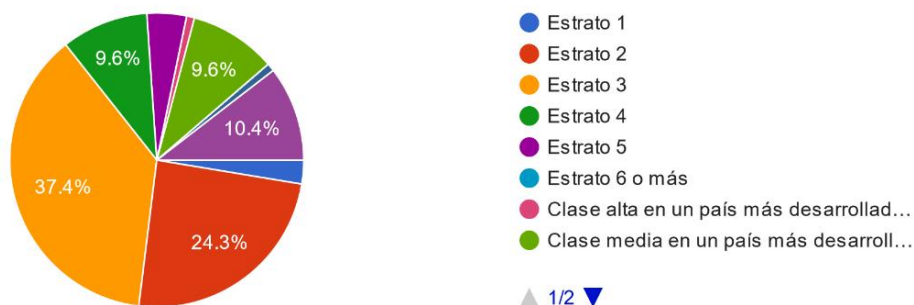 9.6%
9.6%
10.4%
37.4%
24.3%
Estrato 1
Estrato 2
Estrato 3
Estrato 4
Estrato 5
Estrato 6 o más
Clase alta en un país más desarrollad…
Clase media en un país más desarroll…
1/2